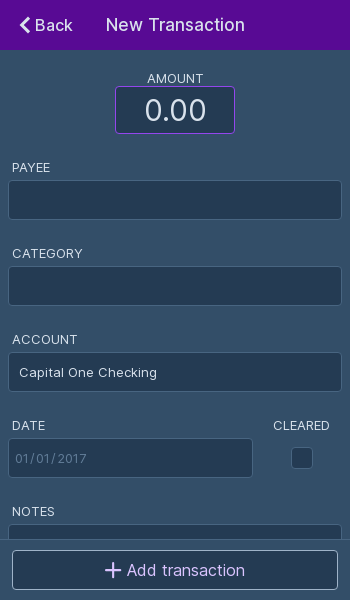 Back
New Transaction
AMOUNT
0.00
PAYEE
CATEGORY
ACCOUNT
Capital One Checking
DATE
CLEARED
01/01/2017
NOTES
Add transaction